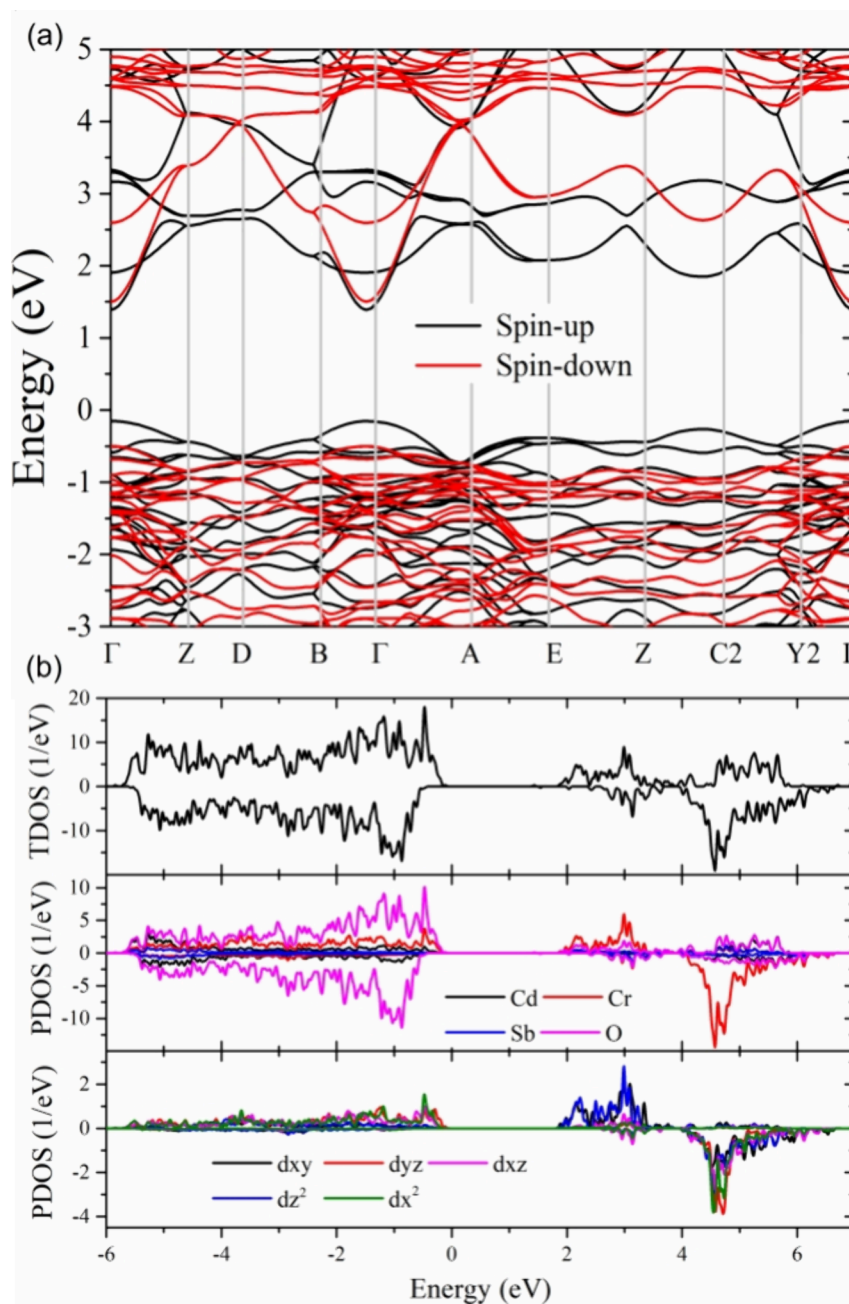 (a)
5
4
3
2
1
0
-1
-2
-3
Energy (eV)
Spin-up
Spin-down
Γ Z D B Γ A E Z C2 Y2
(b)
20
10
0
-10
TDOS (1/eV)
10
5
0
-5
-10
PDOS (1/eV)
Cd Cr
Sb O
2
0
-2
-4
PDOS (1/eV)
dxy dyz dxz
dz² dx²
-6 -4 -2 0 2 4 6
Energy (eV)